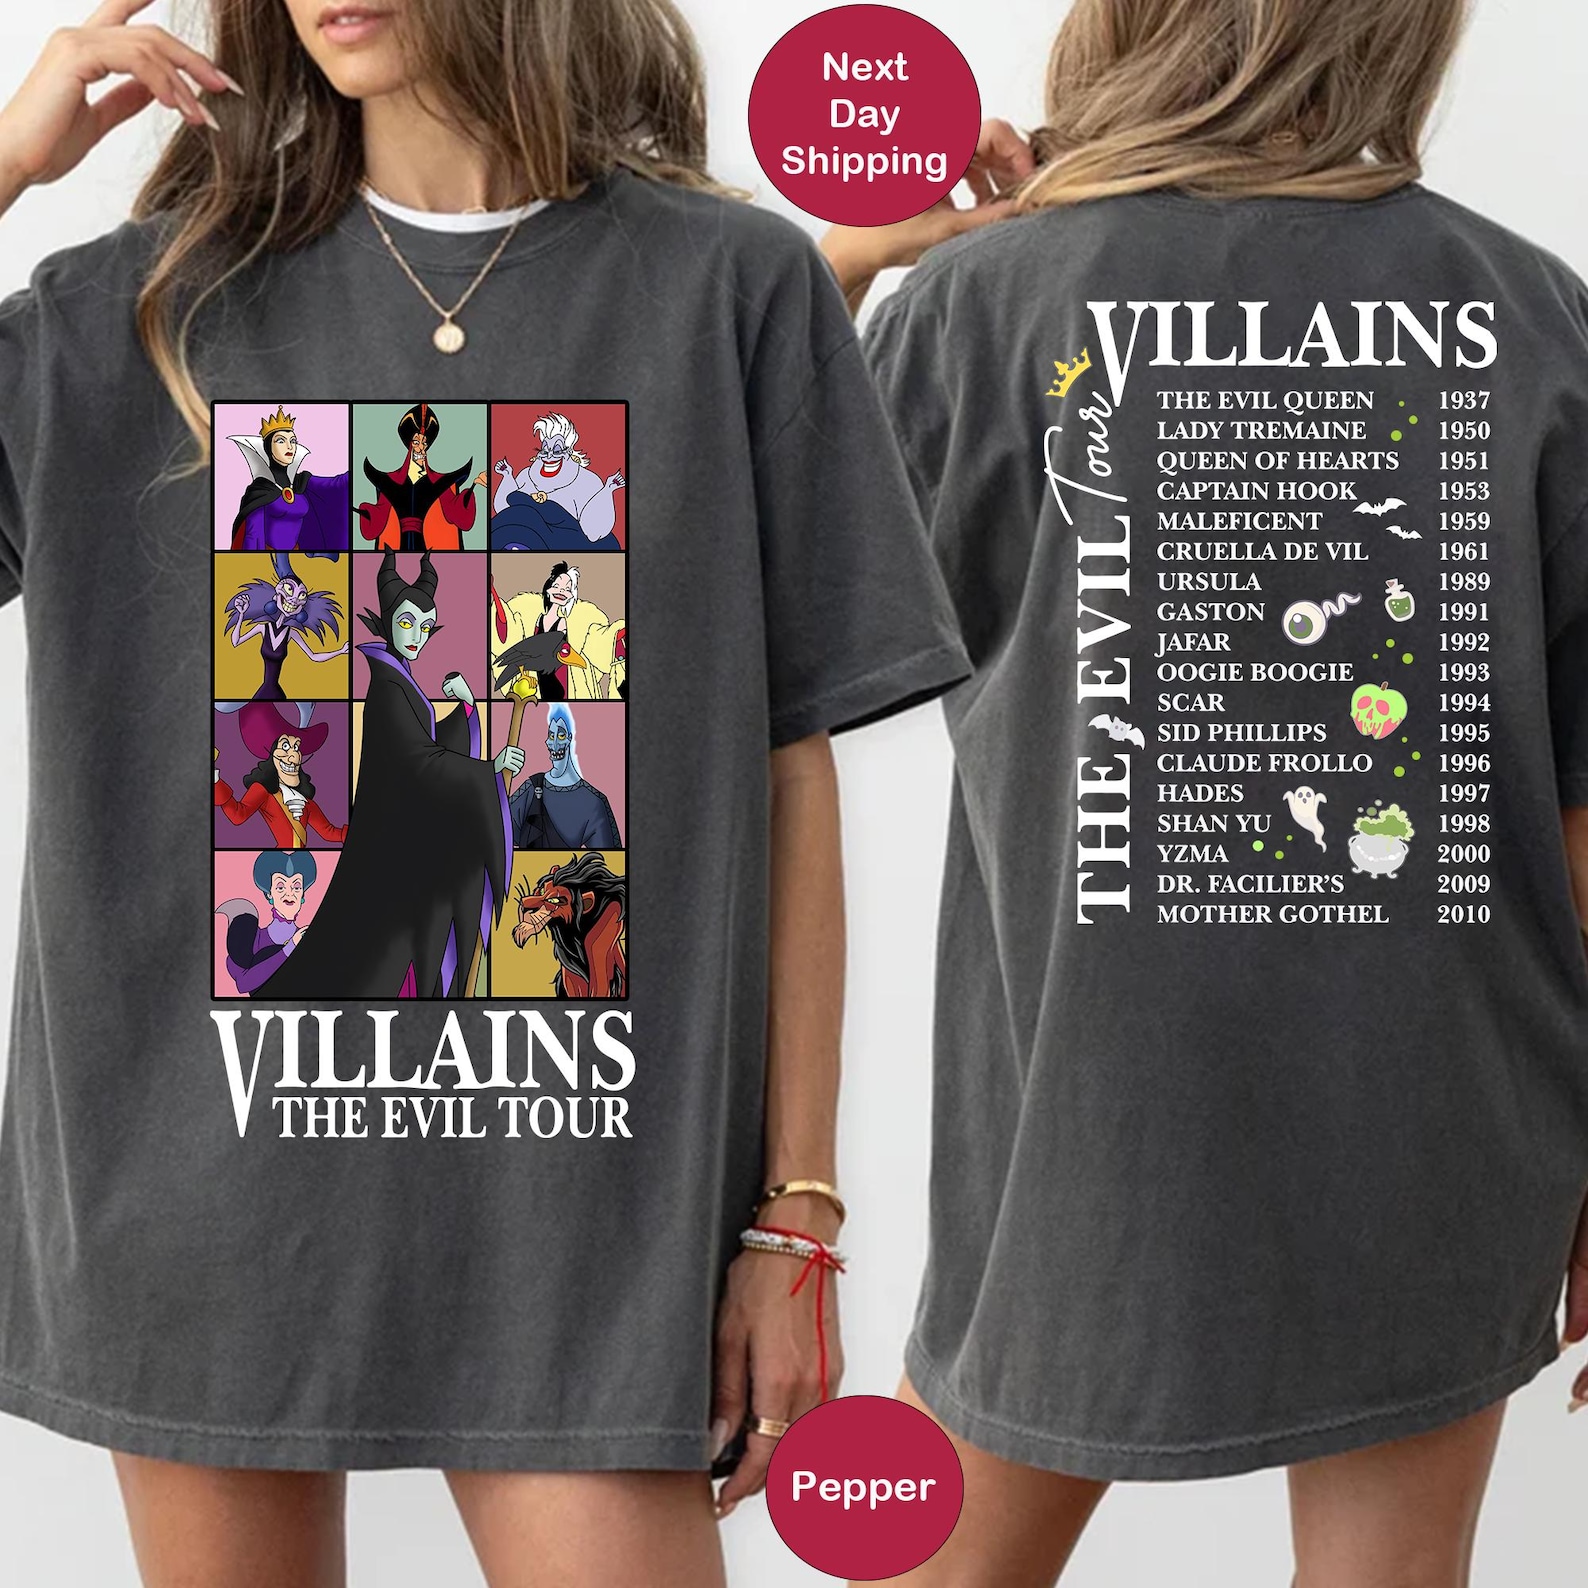 Next
Day
Shipping
VILLAINS
THE EVIL TOUR
VILLAINS
THE EVIL Tour
THE EVIL QUEEN 1937
LADY TREMAINE 1950
QUEEN OF HEARTS 1951
CAPTAIN HOOK 1953
MALEFICENT 1959
CRUELLA DE VIL 1961
URSULA 1989
GASTON 1991
JAFAR 1992
OOGIE BOOGIE 1993
SCAR 1994
SID PHILLIPS 1995
CLAUDE FROLLO 1996
HADES 1997
SHAN YU 1998
YZMA 2000
DR. FACILIER'S 2009
MOTHER GOTHEL 2010
Pepper